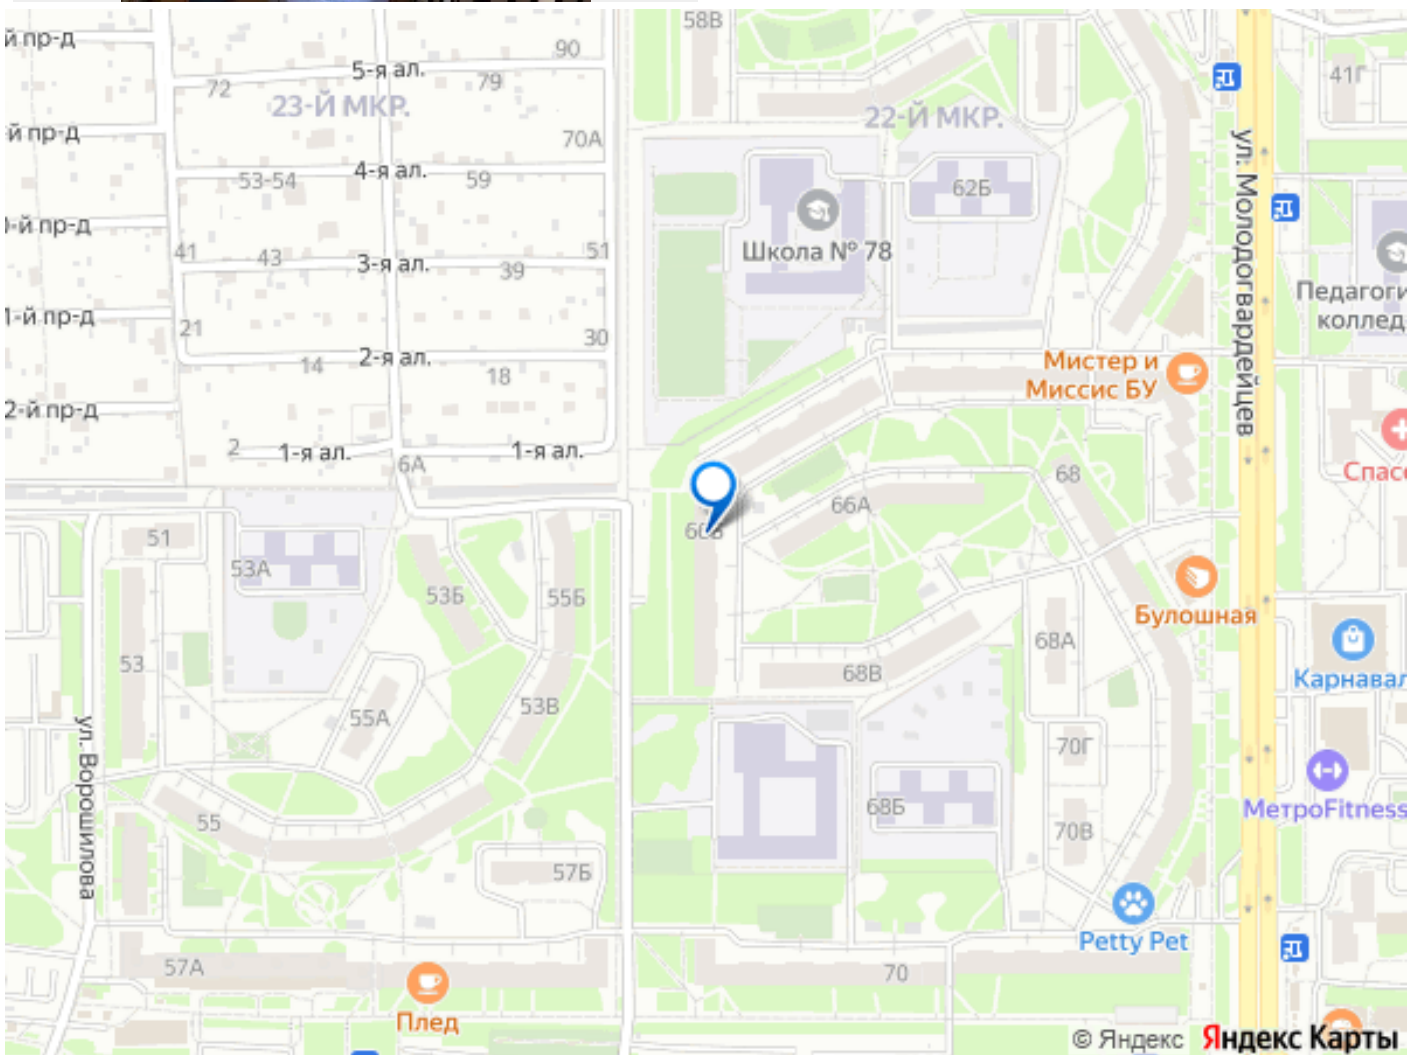 58В
й пр-д
90
5-я ал.
41Г
72
79
23-Й МКР.
22-Й МКР.
й пр-д
70А
4-я ал.
53-54
59
62Б
ул. Молодогвардейцев
-й пр-д
41
43
3-я ал.
39
51
Школа № 78
Педагоги
коллед
1-й пр-д
21
30
14
2-я ал.
18
Мистер и
Миссис БУ
2-й пр-д
2
1-я ал.
6А
1-я ал.
Спас
68
66А
51
53А
53Б
55Б
Булошная
68А
53
68В
Карнавал
55А
53В
ул. Ворошилова
70Г
68Б
МетроFitness
55
70В
57Б
Petty Pet
57А
70
Плед
© Яндекс Яндекс Карты